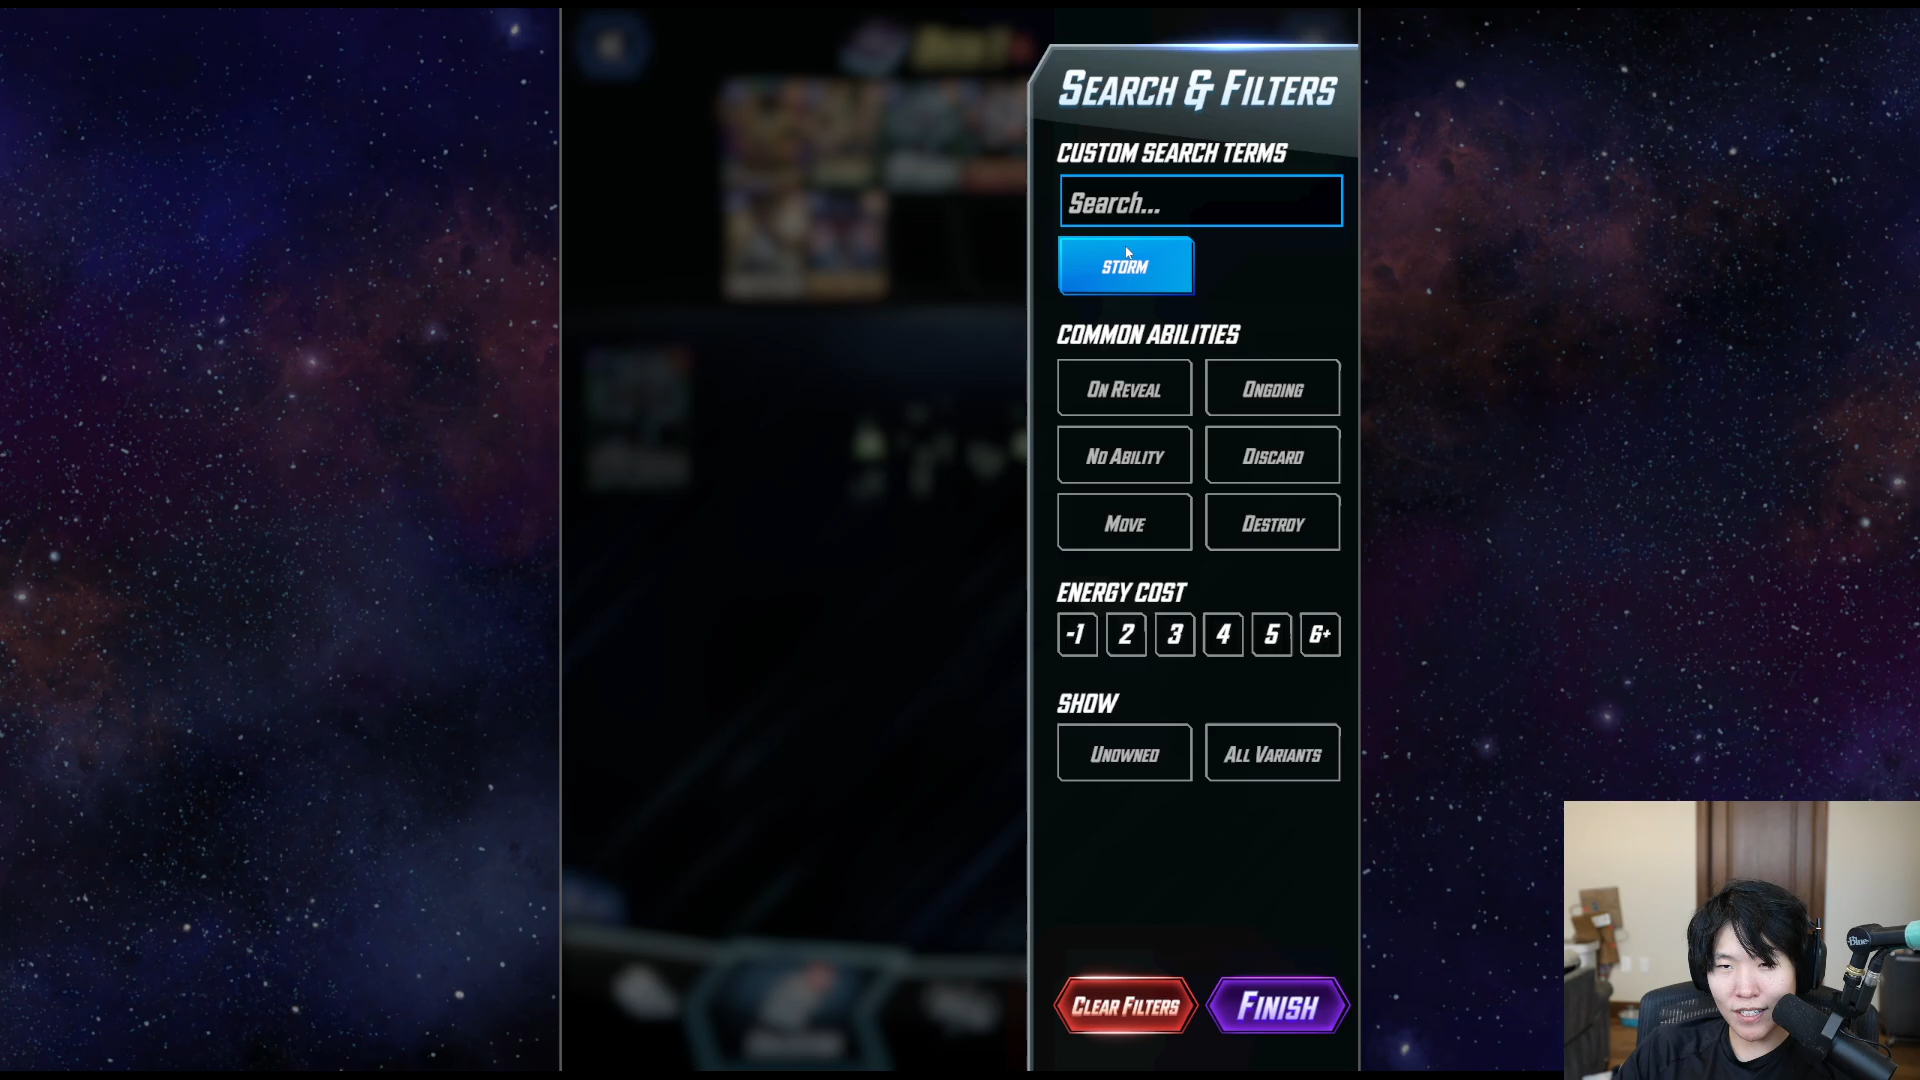 SEARCH & FILTERS
CUSTOM SEARCH TERMS
Search...
STORM
COMMON ABILITIES
ON REVEAL
ONGOING
NO ABILITY
DISCARD
MOVE
DESTROY
ENERGY COST
-1 2 3 4 5 6+
SHOW
UNOWNED
ALL VARIANTS
CLEAR FILTERS
FINISH
Blue